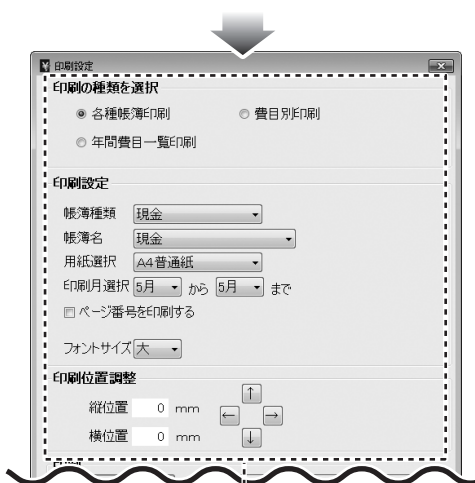 印刷設定
印刷の種類を選択
各種帳簿印刷 費目別印刷
年間費目一覧印刷
印刷設定
帳簿種類 現金
帳簿名 現金
用紙選択 A4普通紙
印刷月選択 5月 から 5月 まで
ページ番号を印刷する
フォントサイズ 大
印刷位置調整
↑
縦位置 0 mm ← →
横位置 0 mm ↓